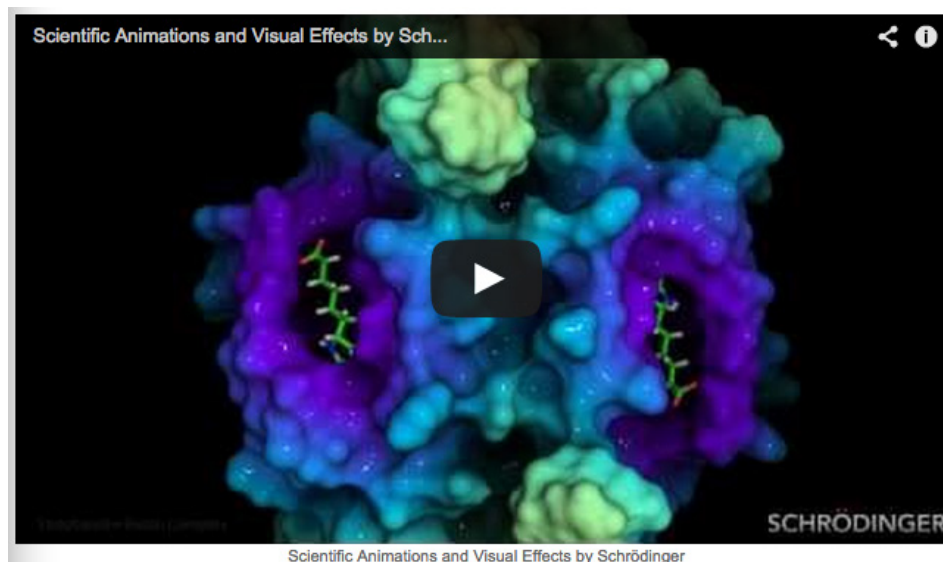 Scientific Animations and Visual Effects by Sch...
SCHRÖDINGER
Scientific Animations and Visual Effects by Schrödinger